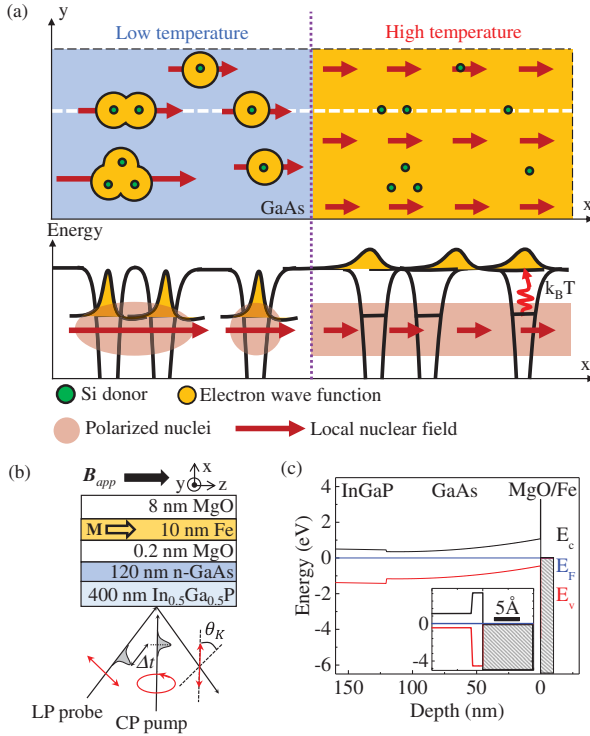 (a)
y
Low temperature
High temperature
GaAs
x
Energy
k_BT
x
Si donor
Electron wave function
Polarized nuclei
Local nuclear field
(b)
B_app
x
y
z
8 nm MgO
M
10 nm Fe
0.2 nm MgO
120 nm n-GaAs
400 nm In_0.5Ga_0.5P
Δt
θ_K
LP probe
CP pump
(c)
InGaP
GaAs
MgO/Fe
Energy (eV)
4
2
0
-2
-4
-6
E_c
E_F
E_v
5Å
0
-4
150
100
50
0
Depth (nm)